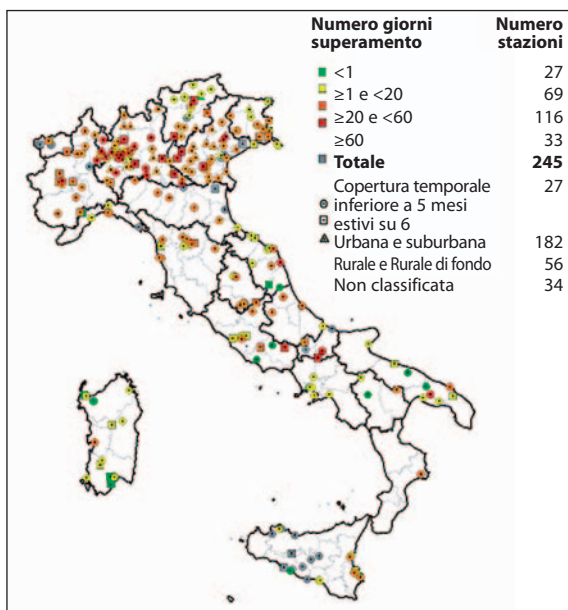 Numero giorni superamento
Numero stazioni
<1 27
≥1 e <20 69
≥20 e <60 116
≥60 33
Totale 245
Copertura temporale 27
inferiore a 5 mesi
estivi su 6
Urbana e suburbana 182
Rurale e Rurale di fondo 56
Non classificata 34